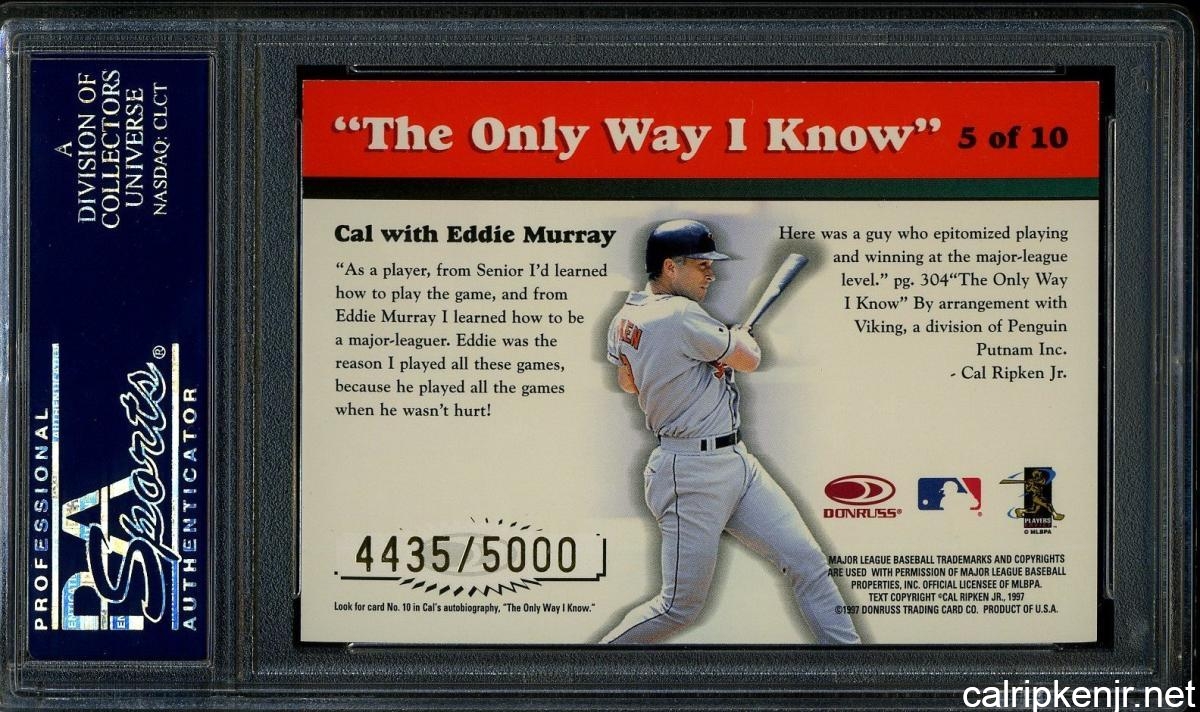 A
DIVISION OF
COLLECTORS
UNIVERSE
NASDAQ: CLCT
PROFESSIONAL
PSA
Sports®
AUTHENTICATOR
“The Only Way I Know” 5 of 10
Cal with Eddie Murray
“As a player, from Senior I’d learned
how to play the game, and from
Eddie Murray I learned how to be
a major-leaguer. Eddie was the
reason I played all these games,
because he played all the games
when he wasn’t hurt!
Here was a guy who epitomized playing
and winning at the major-league
level.” pg. 304“The Only Way
I Know” By arrangement with
Viking, a division of Penguin
Putnam Inc.
- Cal Ripken Jr.
4435/5000
Look for card No. 10 in Cal’s autobiography, “The Only Way I Know.”
DONRUSS®
PLAYERS
© MLBPA
MAJOR LEAGUE BASEBALL TRADEMARKS AND COPYRIGHTS
ARE USED WITH PERMISSION OF MAJOR LEAGUE BASEBALL
PROPERTIES, INC. OFFICIAL LICENSEE OF MLBPA.
TEXT COPYRIGHT ©CAL RIPKEN JR., 1997
©1997 DONRUSS TRADING CARD CO. PRODUCT OF U.S.A.
calripkenjr.net